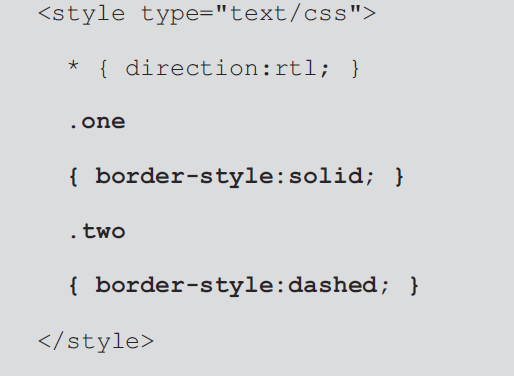 <style type="text/css">
* { direction:rtl; }
.one
{ border-style:solid; }
.two
{ border-style:dashed; }
</style>